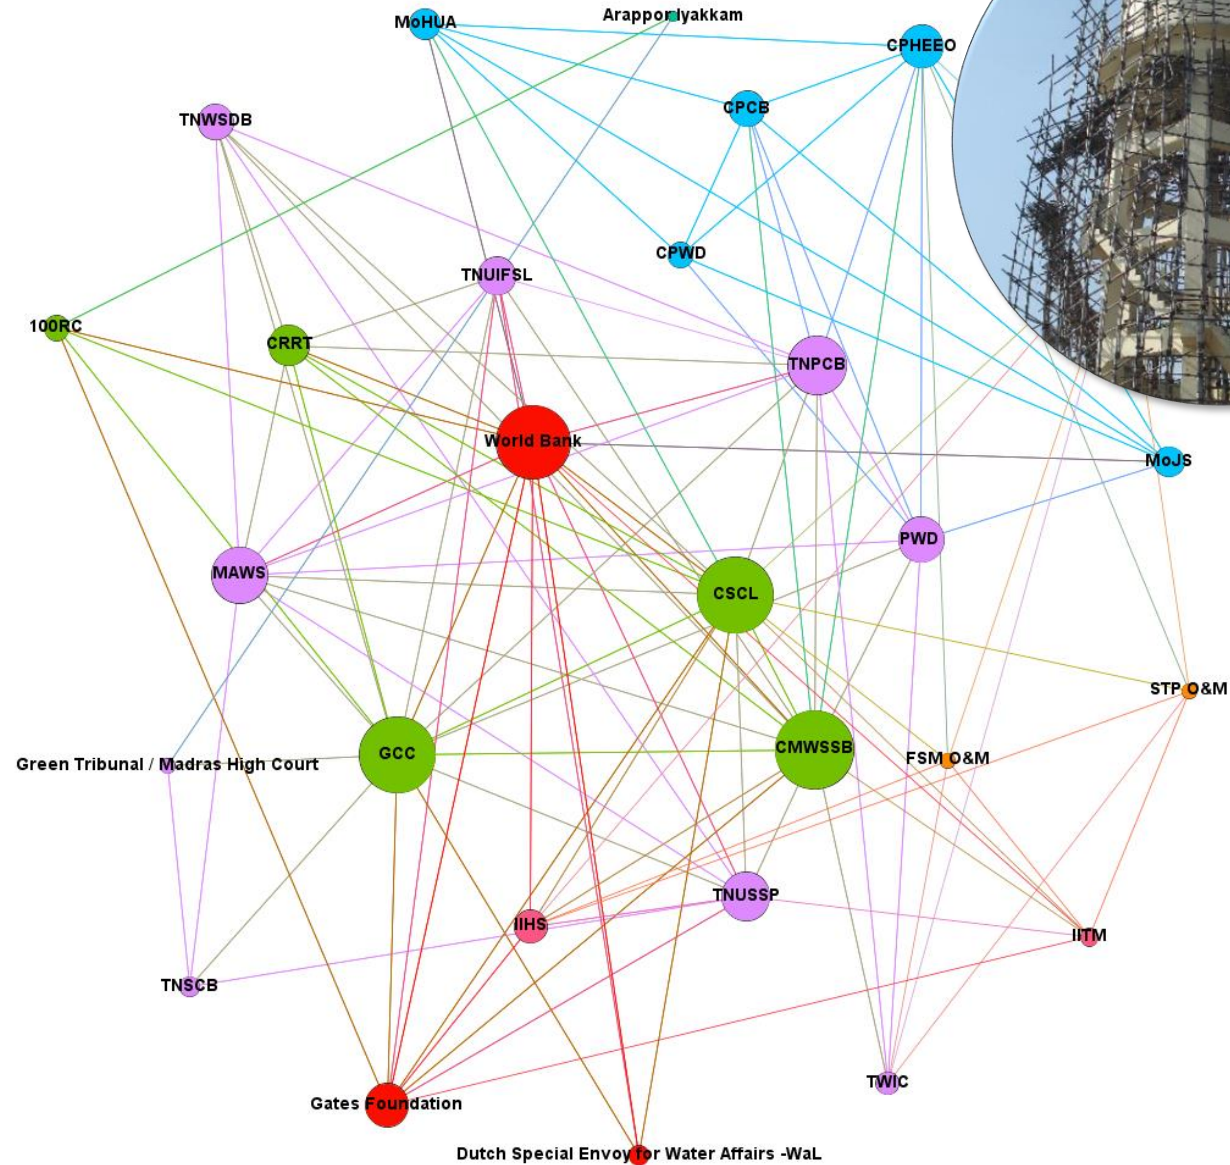 MoHUA
Arappor Iyakkam
CPHEEO
CPCB
TNWSDB
CPWD
TNUIFSL
100RC
CRRT
TNPCB
World Bank
MoJS
PWD
MAWS
CSCL
STP O&M
GCC
CMWSSB
FSM O&M
Green Tribunal / Madras High Court
TNUSSP
IIHS
IITM
TNSCB
TWIC
Gates Foundation
Dutch Special Envoy for Water Affairs -WaL